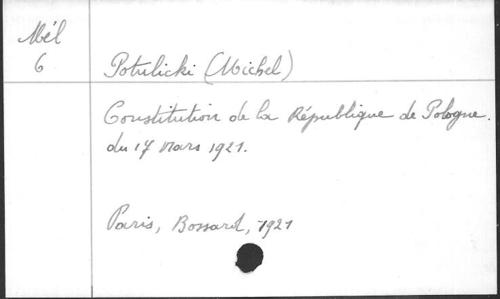 Mél
6
Potulicki (Michel)
Constitution de la République de Pologne.
du 17 Mars 1921.
Paris, Bossard, 1921